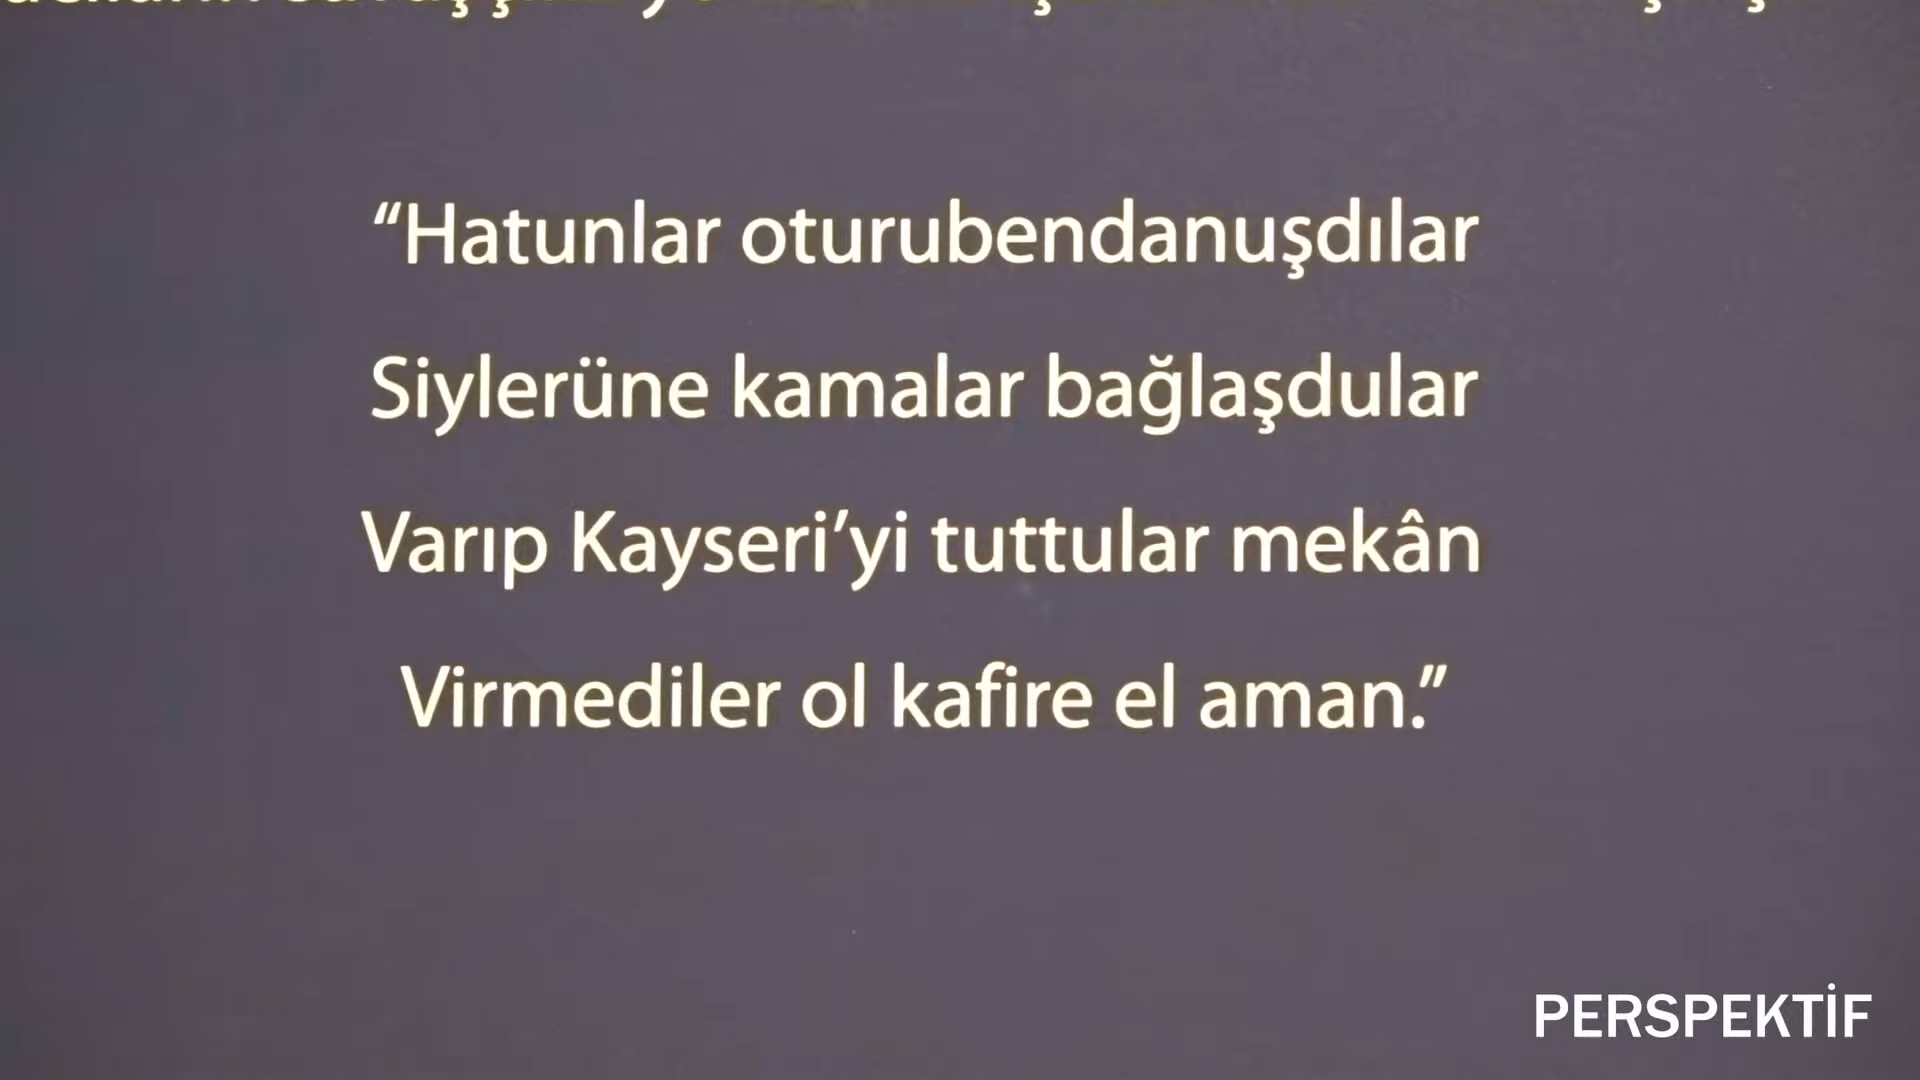 “Hatunlar oturubendanuşdılar
Siylerüne kamalar bağlaşdular
Varıp Kayseri’yi tuttular mekân
Virmediler ol kafire el aman.”
PERSPEKTİF